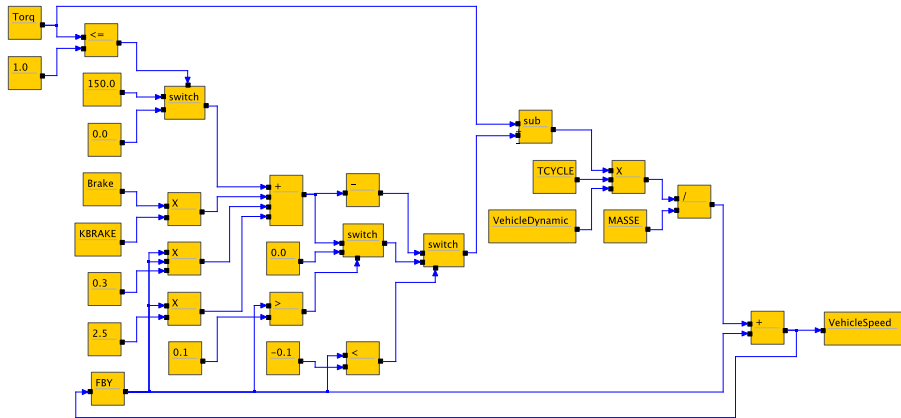 Torq
<=
1.0
150.0
switch
0.0
sub
TCYCLE
X
Brake
+
-
/
X
VehicleDynamic
MASSE
KBRAKE
switch
switch
X
0.0
0.3
X
>
2.5
+
VehicleSpeed
0.1
-0.1
<
FBY